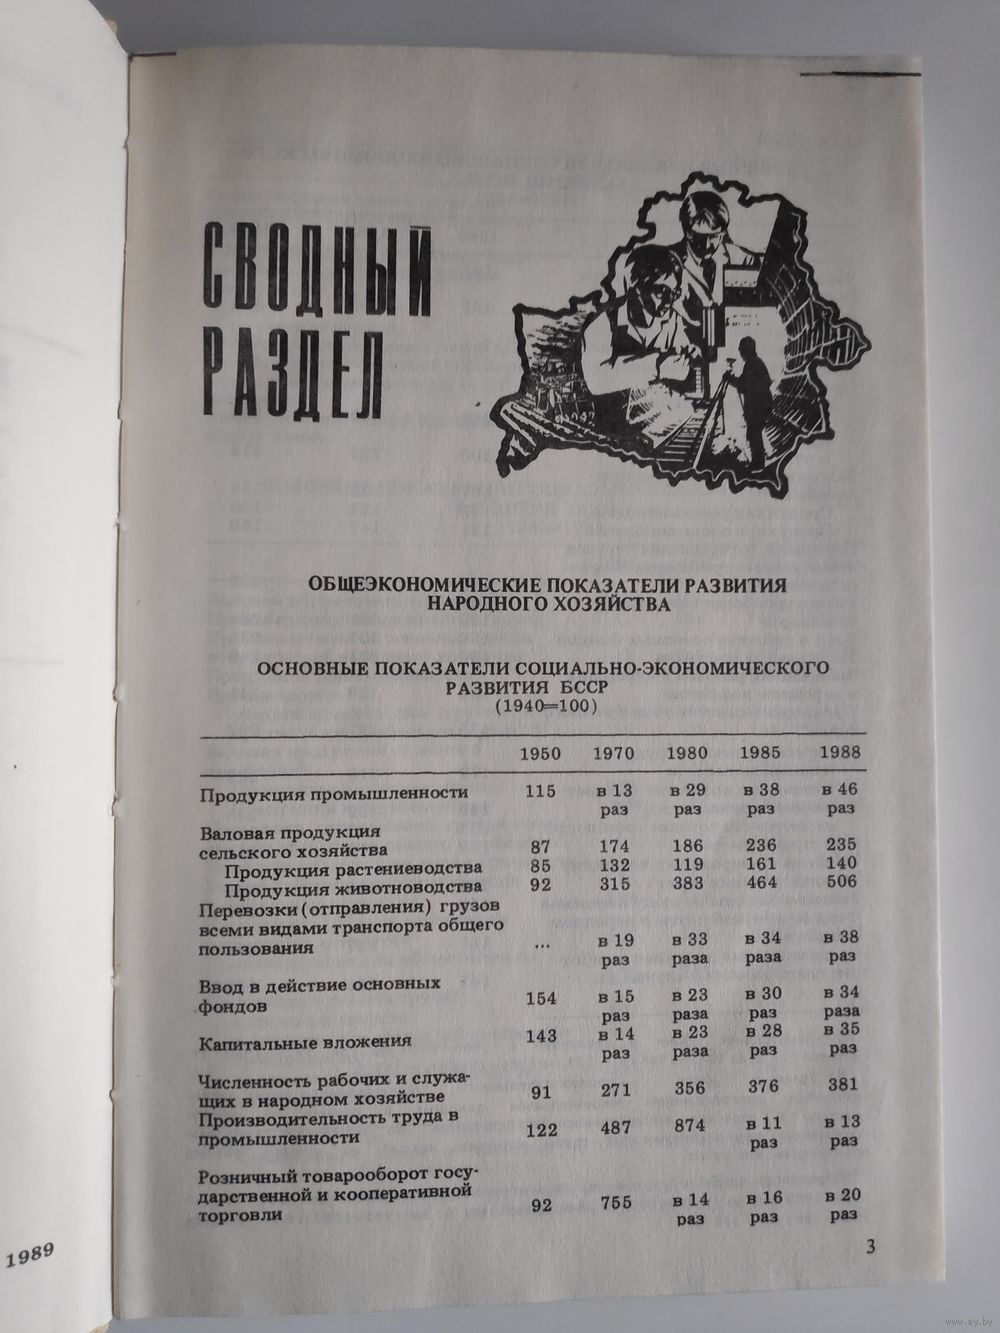 СВОДНЫЙ
РАЗДЕЛ
ОБЩЕЭКОНОМИЧЕСКИЕ ПОКАЗАТЕЛИ РАЗВИТИЯ
НАРОДНОГО ХОЗЯЙСТВА
ОСНОВНЫЕ ПОКАЗАТЕЛИ СОЦИАЛЬНО-ЭКОНОМИЧЕСКОГО
РАЗВИТИЯ БССР
(1940=100)
1950 1970 1980 1985 1988
Продукция промышленности 115 в 13 в 29 в 38 в 46
раз раз раз раз
Валовая продукция
сельского хозяйства 87 174 186 236 235
Продукция растениеводства 85 132 119 161 140
Продукция животноводства 92 315 383 464 506
Перевозки (отправления) грузов
всеми видами транспорта общего
пользования ... в 19 в 33 в 34 в 38
раз раза раза раз
Ввод в действие основных
фондов 154 в 15 в 23 в 30 в 34
раз раза раз раза
Капитальные вложения 143 в 14 в 23 в 28 в 35
раз раза раз раз
Численность рабочих и служа-
щих в народном хозяйстве 91 271 356 376 381
Производительность труда в
промышленности 122 487 874 в 11 в 13
раз раз
Розничный товарооборот госу-
дарственной и кооперативной
торговли 92 755 в 14 в 16 в 20
раз раз раз
3
1989
www.ay.by